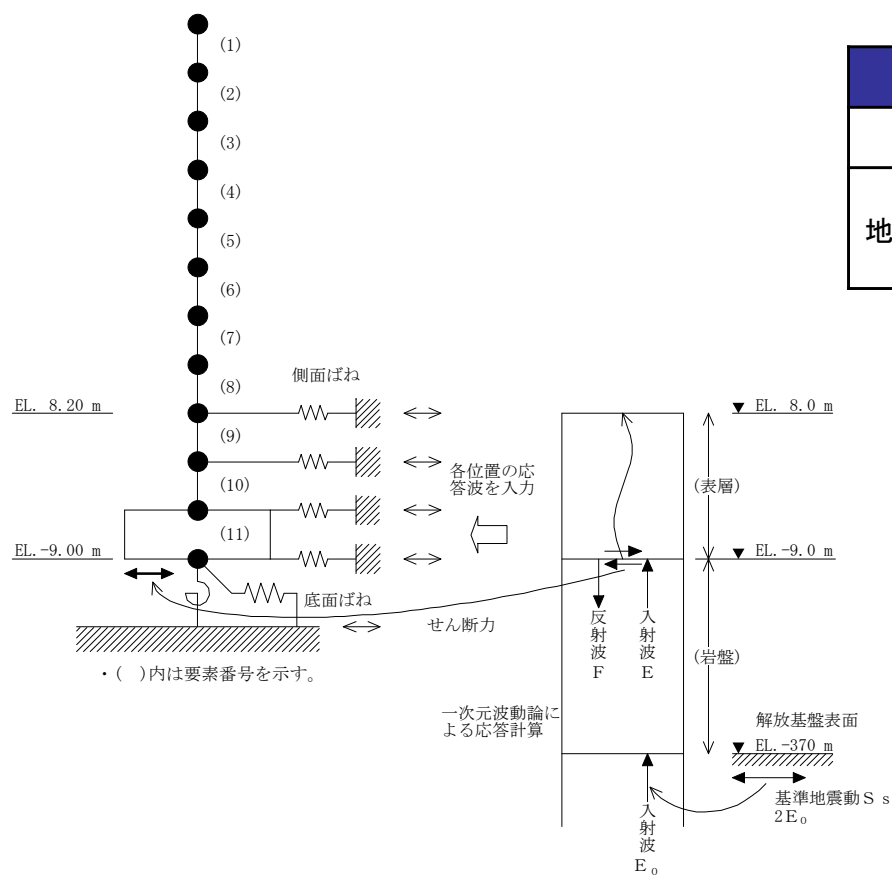 (1)
(2)
(3)
(4)
(5)
(6)
(7)
(8)
(9)
(10)
(11)
側面ばね
EL. 8.20 m
EL.-9.00 m
各位置の応
答波を入力
底面ばね
せん断力
・( )内は要素番号を示す。
EL. 8.0 m
(表層)
EL.-9.0 m
反射波F
入射波E
(岩盤)
一次元波動論に
よる応答計算
解放基盤表面
EL.-370 m
基準地震動Ｓｓ
2E₀
入射波E₀
地